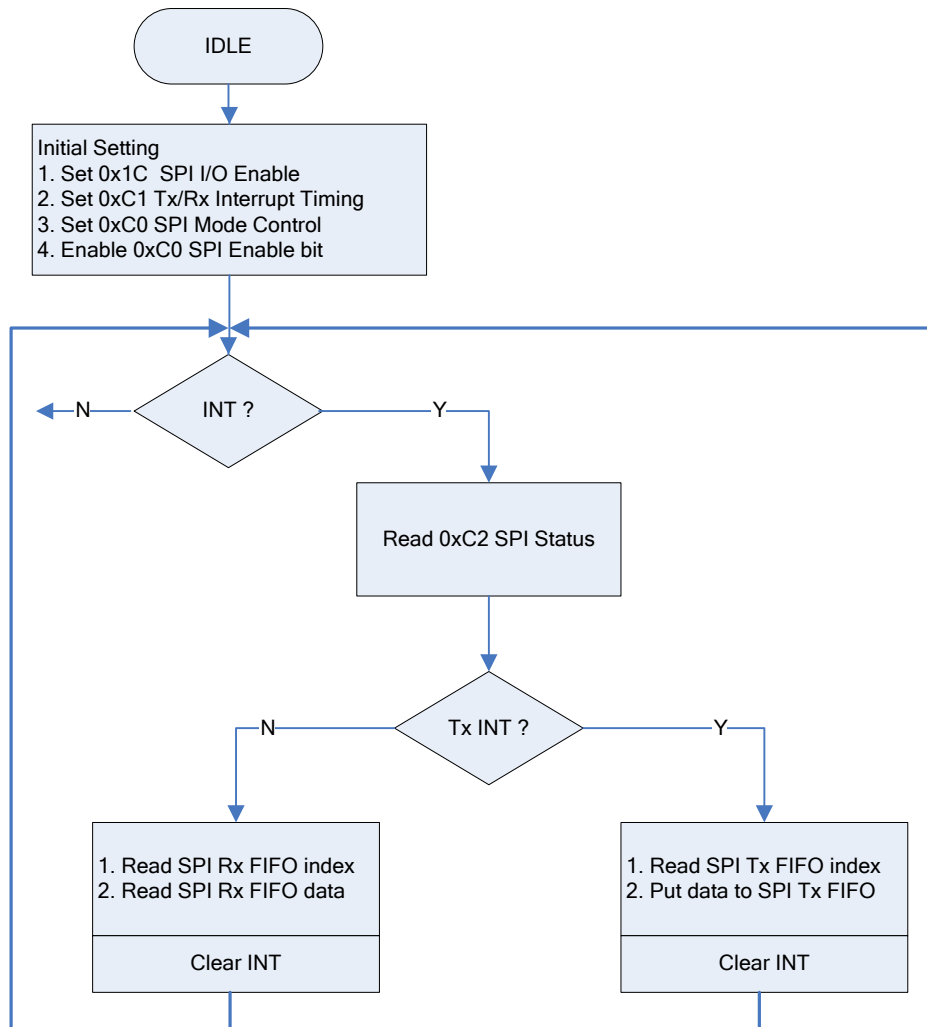 IDLE
Initial Setting
1. Set 0x1C  SPI I/O Enable
2. Set 0xC1 Tx/Rx Interrupt Timing
3. Set 0xC0 SPI Mode Control
4. Enable 0xC0 SPI Enable bit
N
INT ?
Y
Read 0xC2 SPI Status
N
Tx INT ?
Y
1. Read SPI Rx FIFO index
2. Read SPI Rx FIFO data
Clear INT
1. Read SPI Tx FIFO index
2. Put data to SPI Tx FIFO
Clear INT